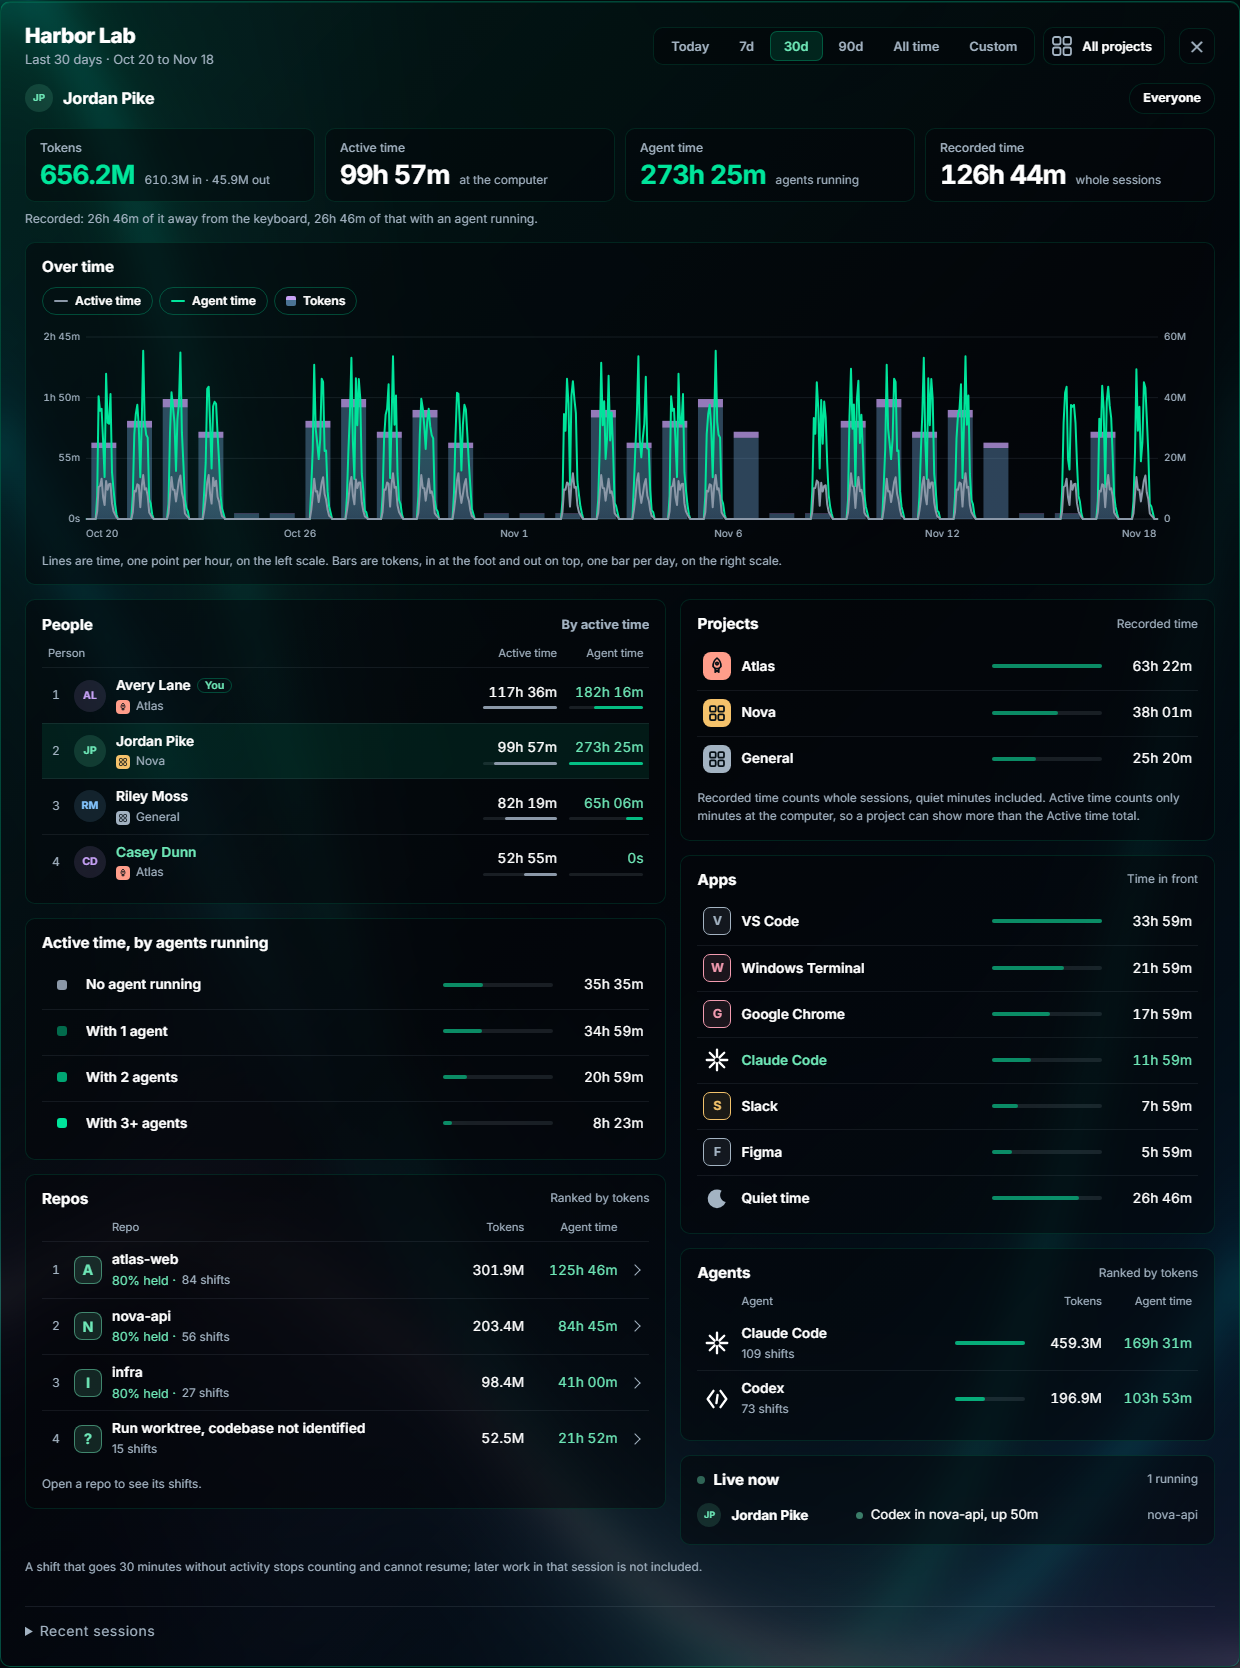 Harbor Lab
Last 30 days · Oct 20 to Nov 18
Today 7d 30d 90d All time Custom
All projects
JP Jordan Pike
Everyone
Tokens
656.2M 610.3M in · 45.9M out
Active time
99h 57m at the computer
Agent time
273h 25m agents running
Recorded time
126h 44m whole sessions
Recorded: 26h 46m of it away from the keyboard, 26h 46m of that with an agent running.
Over time
Active time Agent time Tokens
2h 45m 60M
1h 50m 40M
55m 20M
0s 0
Oct 20 Oct 26 Nov 1 Nov 6 Nov 12 Nov 18
Lines are time, one point per hour, on the left scale. Bars are tokens, in at the foot and out on top, one bar per day, on the right scale.
People By active time
Person Active time Agent time
1 AL Avery Lane You 117h 36m 182h 16m
Atlas
2 JP Jordan Pike 99h 57m 273h 25m
Nova
3 RM Riley Moss 82h 19m 65h 06m
General
4 CD Casey Dunn 52h 55m 0s
Atlas
Active time, by agents running
No agent running 35h 35m
With 1 agent 34h 59m
With 2 agents 20h 59m
With 3+ agents 8h 23m
Repos Ranked by tokens
Repo Tokens Agent time
1 A atlas-web 301.9M 125h 46m
80% held · 84 shifts
2 N nova-api 203.4M 84h 45m
80% held · 56 shifts
3 I infra 98.4M 41h 00m
80% held · 27 shifts
4 ? Run worktree, codebase not identified 52.5M 21h 52m
15 shifts
Open a repo to see its shifts.
Projects Recorded time
Atlas 63h 22m
Nova 38h 01m
General 25h 20m
Recorded time counts whole sessions, quiet minutes included. Active time counts only
minutes at the computer, so a project can show more than the Active time total.
Apps Time in front
V VS Code 33h 59m
W Windows Terminal 21h 59m
G Google Chrome 17h 59m
Claude Code 11h 59m
S Slack 7h 59m
F Figma 5h 59m
Quiet time 26h 46m
Agents Ranked by tokens
Agent Tokens Agent time
Claude Code 459.3M 169h 31m
109 shifts
Codex 196.9M 103h 53m
73 shifts
Live now 1 running
JP Jordan Pike Codex in nova-api, up 50m nova-api
A shift that goes 30 minutes without activity stops counting and cannot resume; later work in that session is not included.
Recent sessions